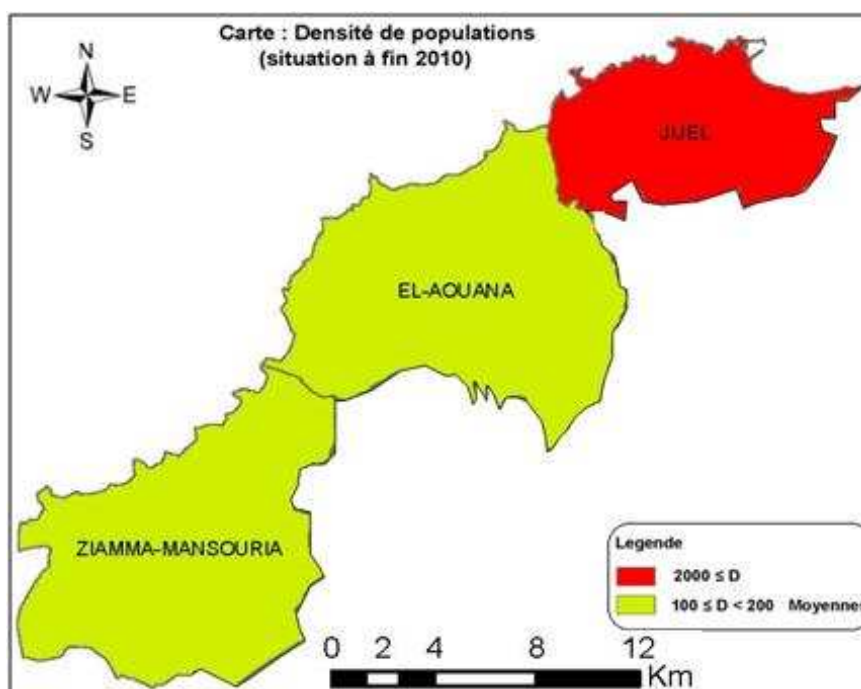 Carte : Densité de populations
(situation à fin 2010)
N
W E
S
JIJEL
EL-AOUANA
ZIAMMA-MANSOURIA
Legende
2000 ≤ D
100 ≤ D < 200 Moyennes
0 2 4 8 12
Km